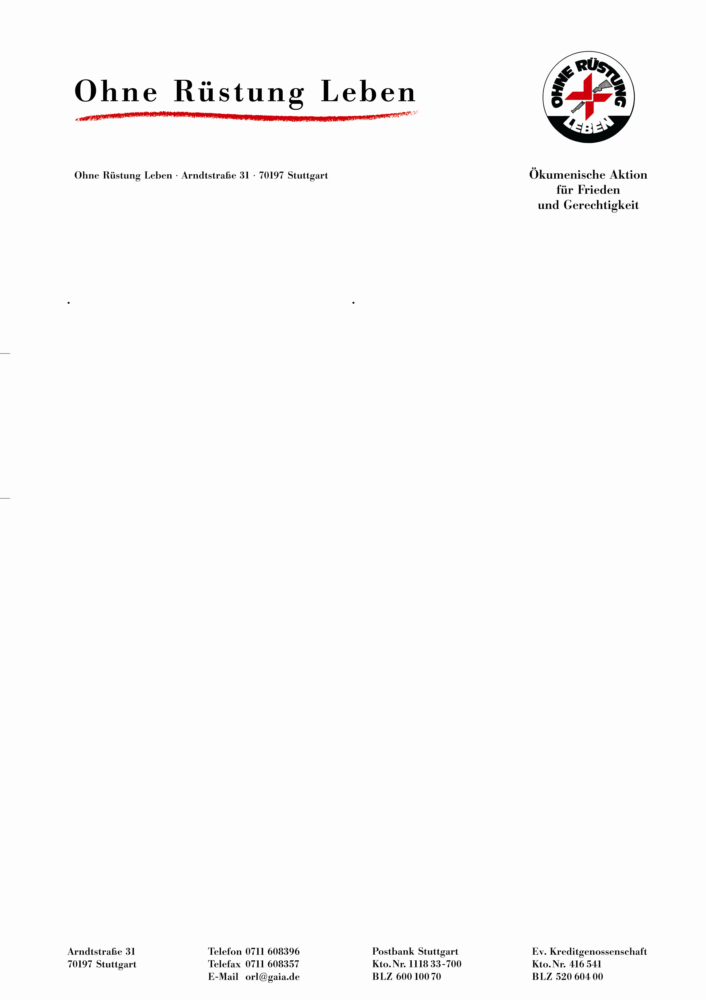 Ohne Rüstung Leben
OHNE RÜSTUNG
LEBEN
Ohne Rüstung Leben · Arndtstraße 31 · 70197 Stuttgart
Ökumenische Aktion
für Frieden
und Gerechtigkeit
Arndtstraße 31
70197 Stuttgart
Telefon 0711 608396
Telefax 0711 608357
E-Mail orl@gaia.de
Postbank Stuttgart
Kto.Nr. 1118 33-700
BLZ 600 100 70
Ev. Kreditgenossenschaft
Kto.Nr. 416 541
BLZ 520 604 00